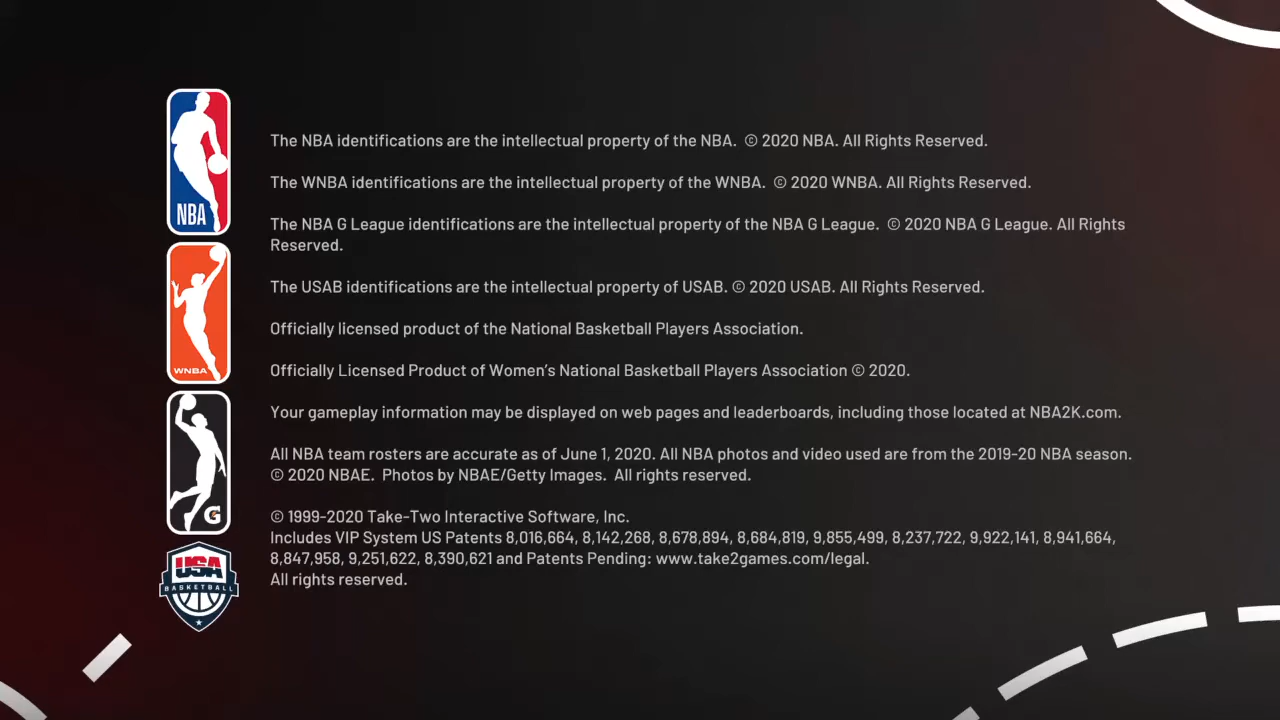 NBA
The NBA identifications are the intellectual property of the NBA.  © 2020 NBA. All Rights Reserved.
The WNBA identifications are the intellectual property of the WNBA.  © 2020 WNBA. All Rights Reserved.
The NBA G League identifications are the intellectual property of the NBA G League.  © 2020 NBA G League. All Rights
Reserved.
WNBA
The USAB identifications are the intellectual property of USAB. © 2020 USAB. All Rights Reserved.
Officially licensed product of the National Basketball Players Association.
Officially Licensed Product of Women’s National Basketball Players Association © 2020.
Your gameplay information may be displayed on web pages and leaderboards, including those located at NBA2K.com.
All NBA team rosters are accurate as of June 1, 2020. All NBA photos and video used are from the 2019-20 NBA season.
© 2020 NBAE.  Photos by NBAE/Getty Images.  All rights reserved.
G
© 1999-2020 Take-Two Interactive Software, Inc.
Includes VIP System US Patents 8,016,664, 8,142,268, 8,678,894, 8,684,819, 9,855,499, 8,237,722, 9,922,141, 8,941,664,
8,847,958, 9,251,622, 8,390,621 and Patents Pending: www.take2games.com/legal.
All rights reserved.
USA
BASKETBALL